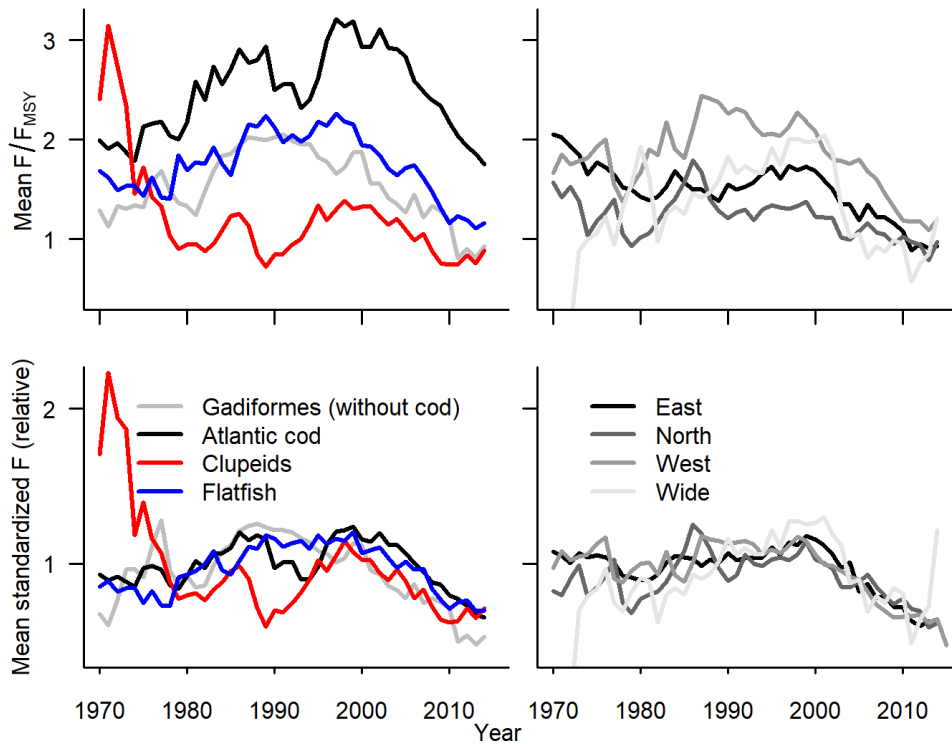 Mean F/FMSY
3
2
1
Mean standardized F (relative)
2
1
Gadiformes (without cod)
Atlantic cod
Clupeids
Flatfish
East
North
West
Wide
1970 1980 1990 2000 2010
1970 1980 1990 2000 2010
Year